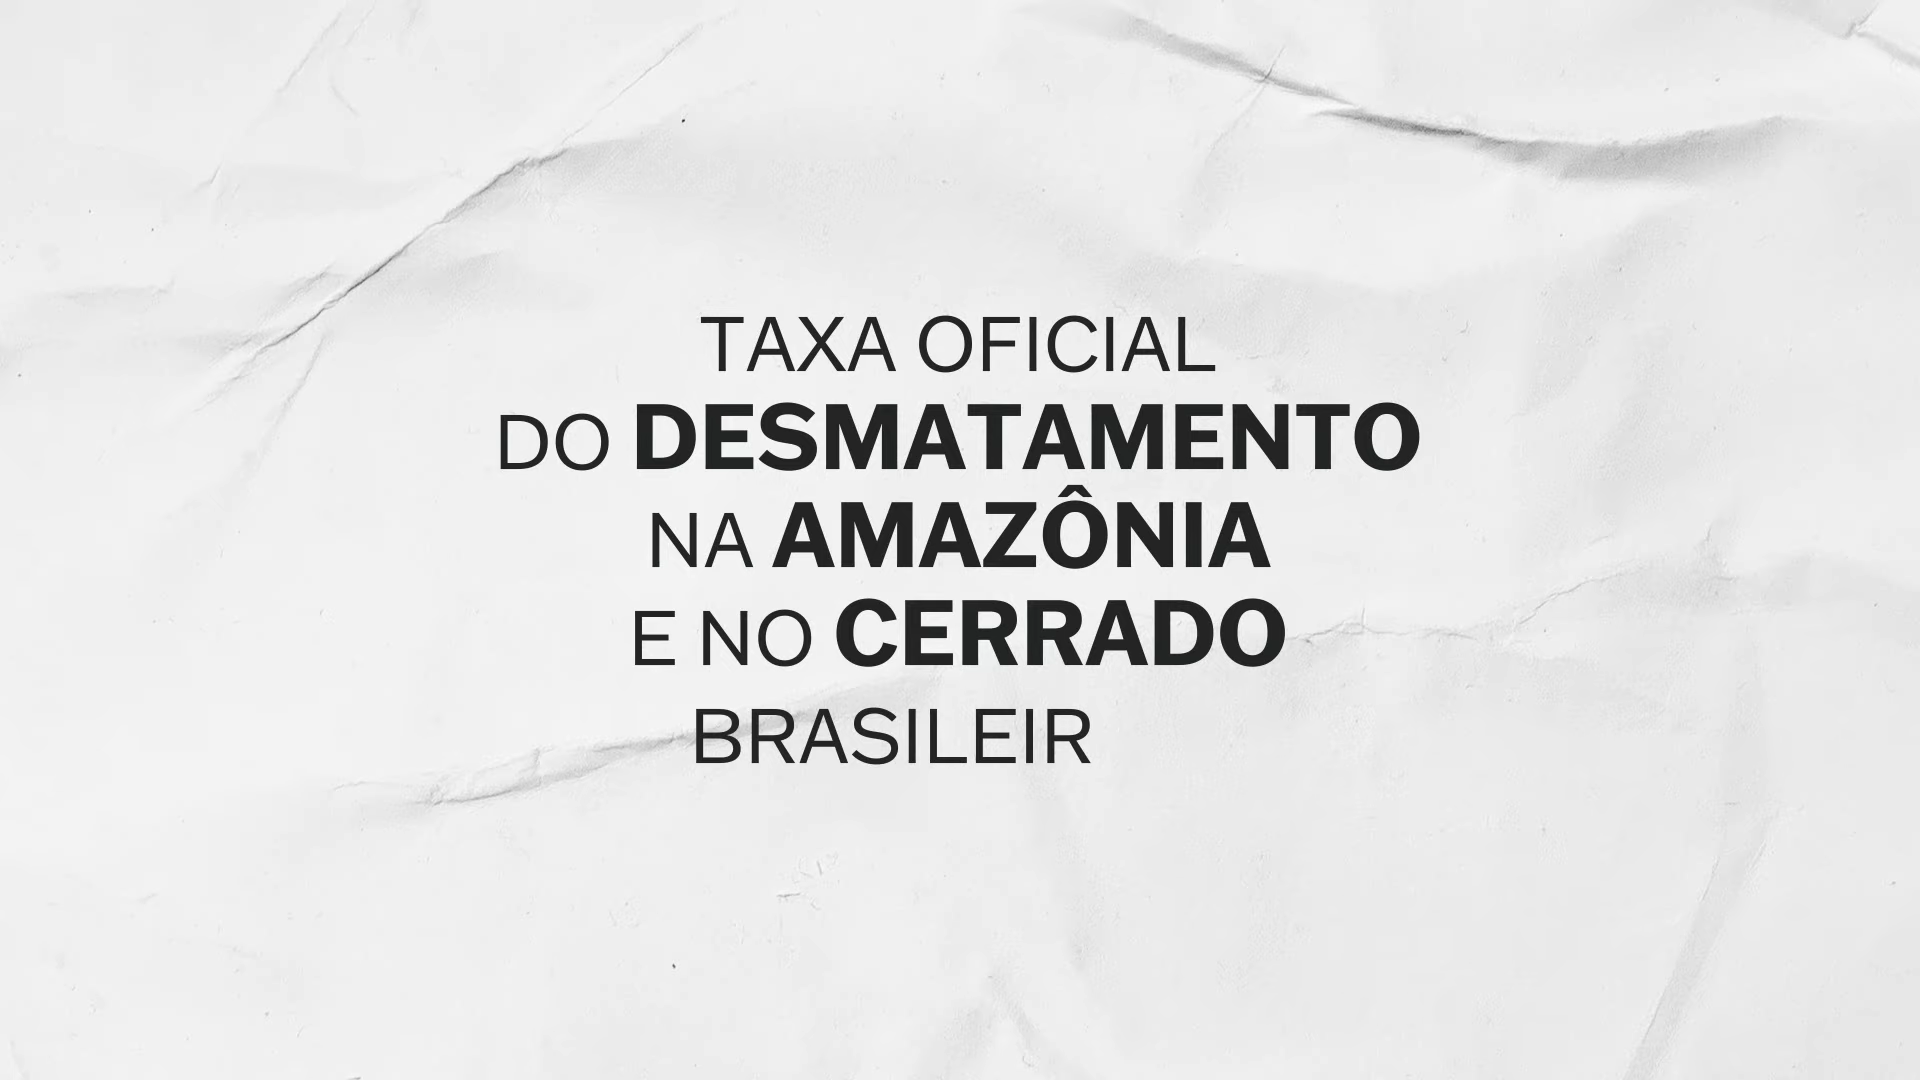 TAXA OFICIAL
DO DESMATAMENTO
NA AMAZÔNIA
E NO CERRADO
BRASILEIR